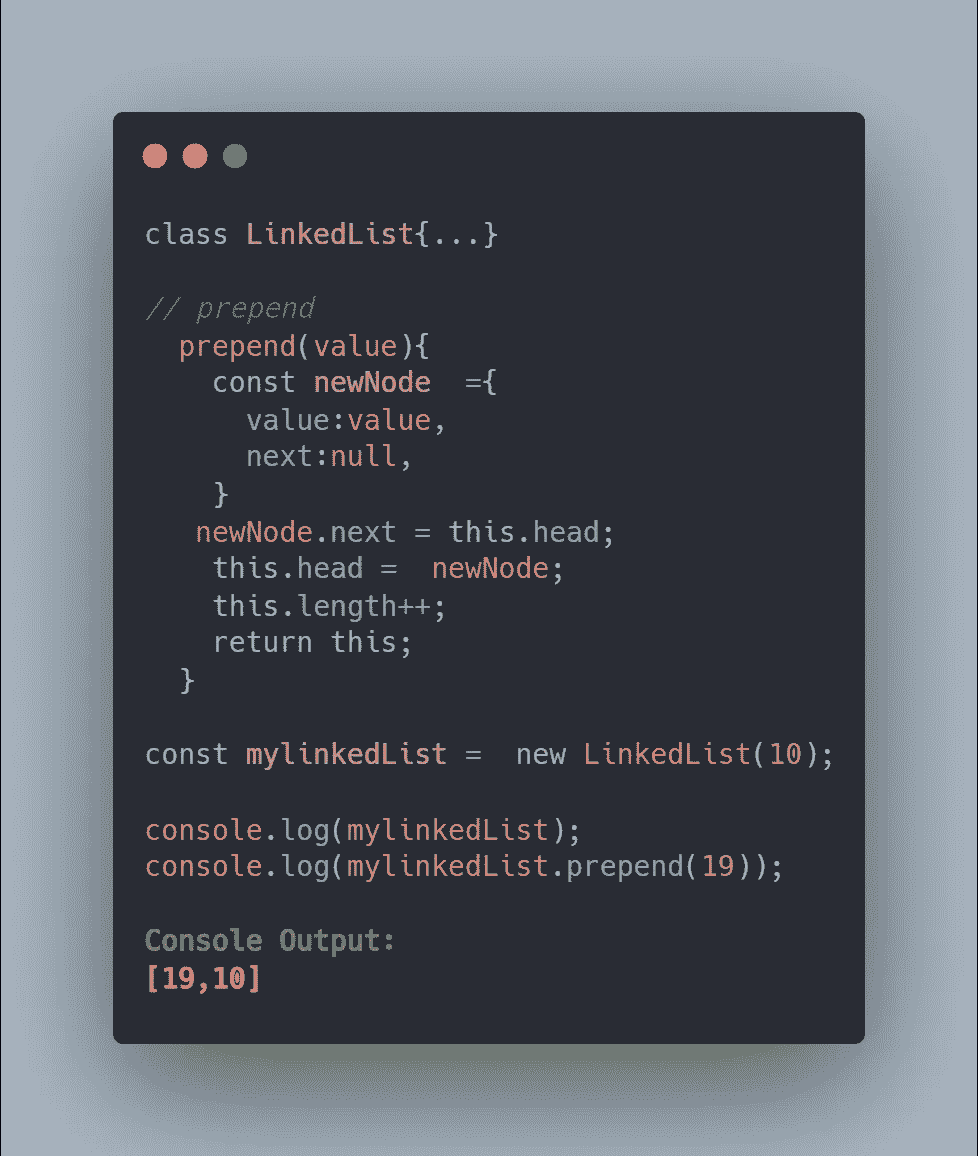 class LinkedList{...}

// prepend
  prepend(value){
    const newNode  ={
      value:value,
      next:null,
    }
   newNode.next = this.head;
    this.head =  newNode;
    this.length++;
    return this;
  }

const mylinkedList =  new LinkedList(10);

console.log(mylinkedList);
console.log(mylinkedList.prepend(19));

Console Output:
[19,10]